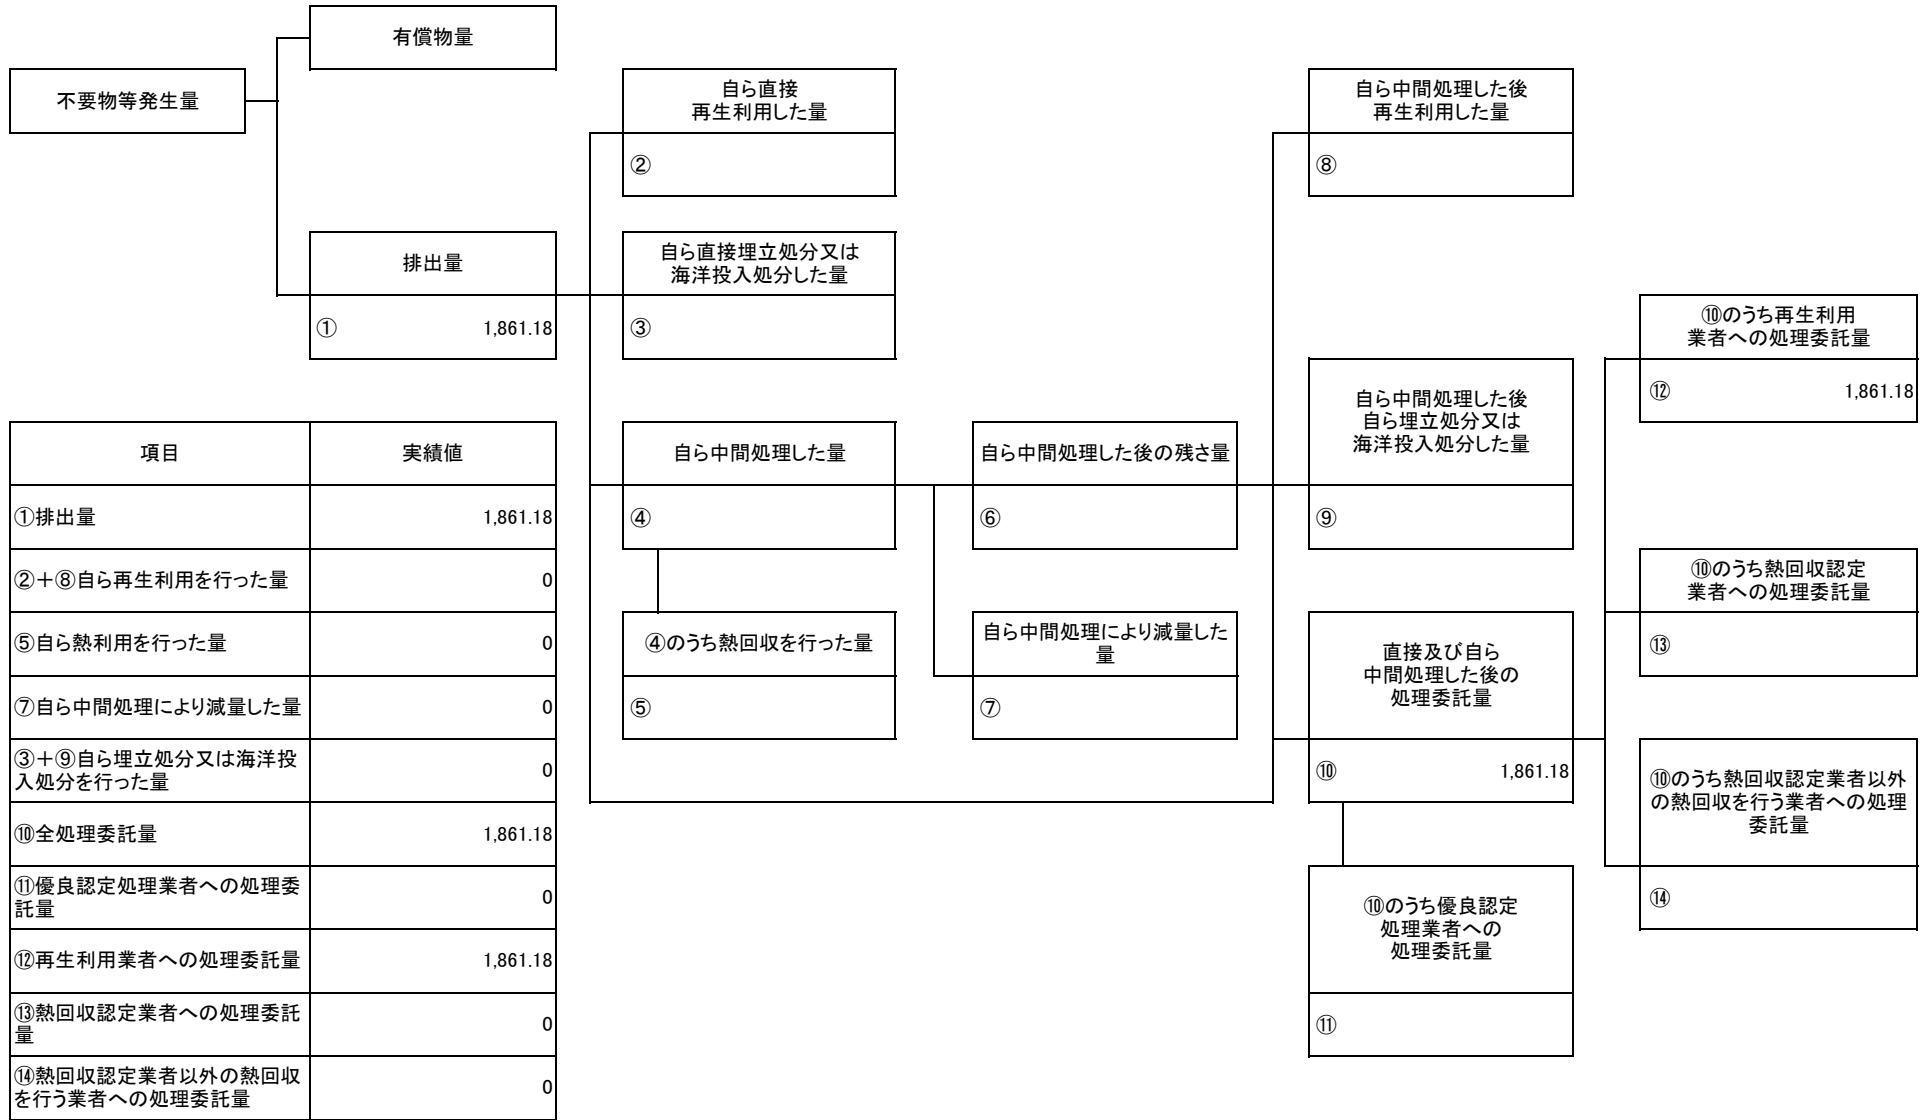 有償物量
不要物等発生量
自ら直接
再生利用した量
②
自ら中間処理した後
再生利用した量
⑧
排出量
① 1,861.18
自ら直接埋立処分又は
海洋投入処分した量
③
⑩のうち再生利用
業者への処理委託量
⑫ 1,861.18
自ら中間処理した後
自ら埋立処分又は
海洋投入処分した量
⑨
自ら中間処理した量
④
自ら中間処理した後の残さ量
⑥
⑩のうち熱回収認定
業者への処理委託量
⑬
④のうち熱回収を行った量
⑤
自ら中間処理により減量した
量
⑦
直接及び自ら
中間処理した後の
処理委託量
⑩ 1,861.18
⑩のうち熱回収認定業者以外
の熱回収を行う業者への処理
委託量
⑭
⑩のうち優良認定
処理業者への
処理委託量
⑪
項目 実績値
①排出量 1,861.18
②+⑧自ら再生利用を行った量 0
⑤自ら熱利用を行った量 0
⑦自ら中間処理により減量した量 0
③+⑨自ら埋立処分又は海洋投
入処分を行った量 0
⑩全処理委託量 1,861.18
⑪優良認定処理業者への処理委
託量 0
⑫再生利用業者への処理委託量 1,861.18
⑬熱回収認定業者への処理委託
量 0
⑭熱回収認定業者以外の熱回収
を行う業者への処理委託量 0